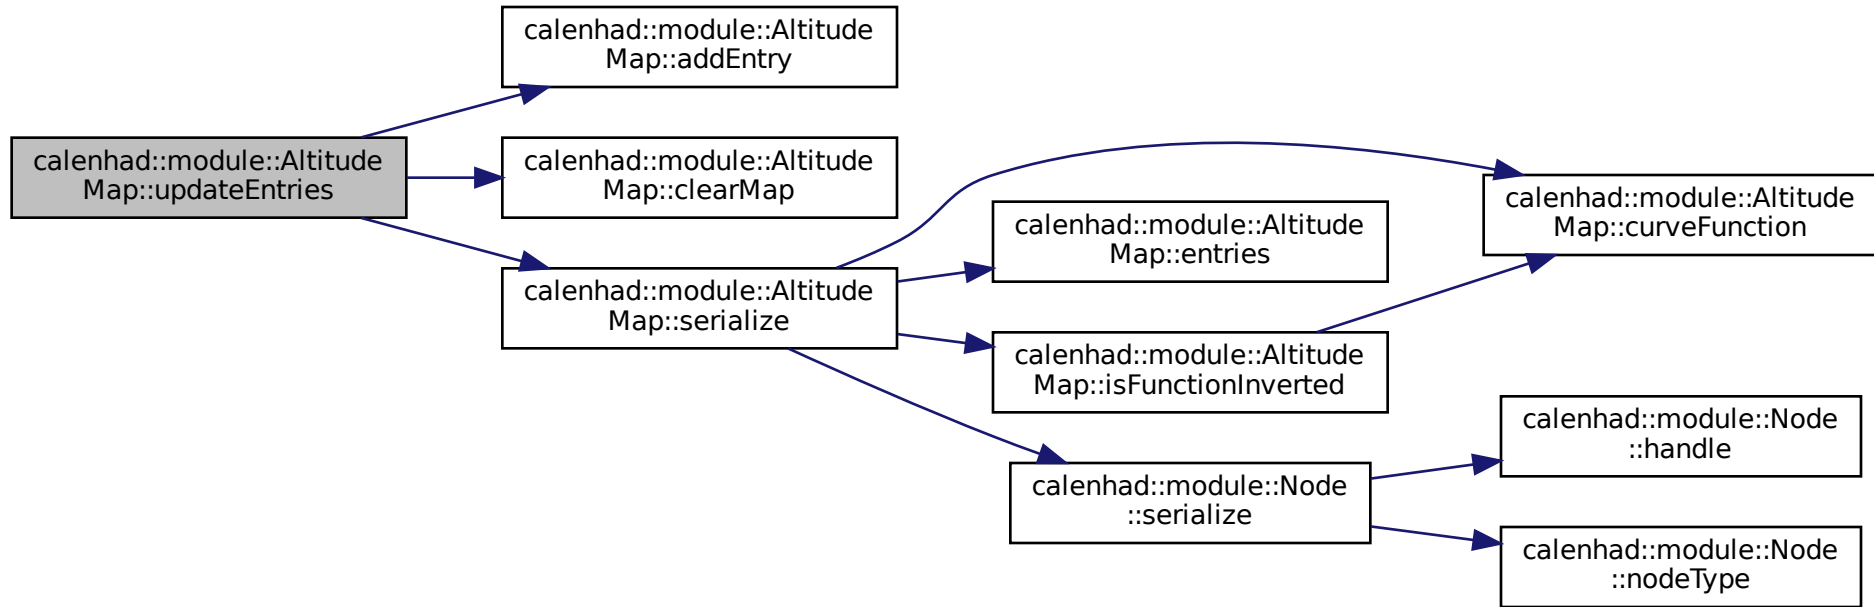 calenhad::module::Altitude
Map::addEntry
calenhad::module::Altitude
Map::updateEntries
calenhad::module::Altitude
Map::clearMap
calenhad::module::Altitude
Map::serialize
calenhad::module::Altitude
Map::curveFunction
calenhad::module::Altitude
Map::entries
calenhad::module::Altitude
Map::isFunctionInverted
calenhad::module::Node
::serialize
calenhad::module::Node
::handle
calenhad::module::Node
::nodeType